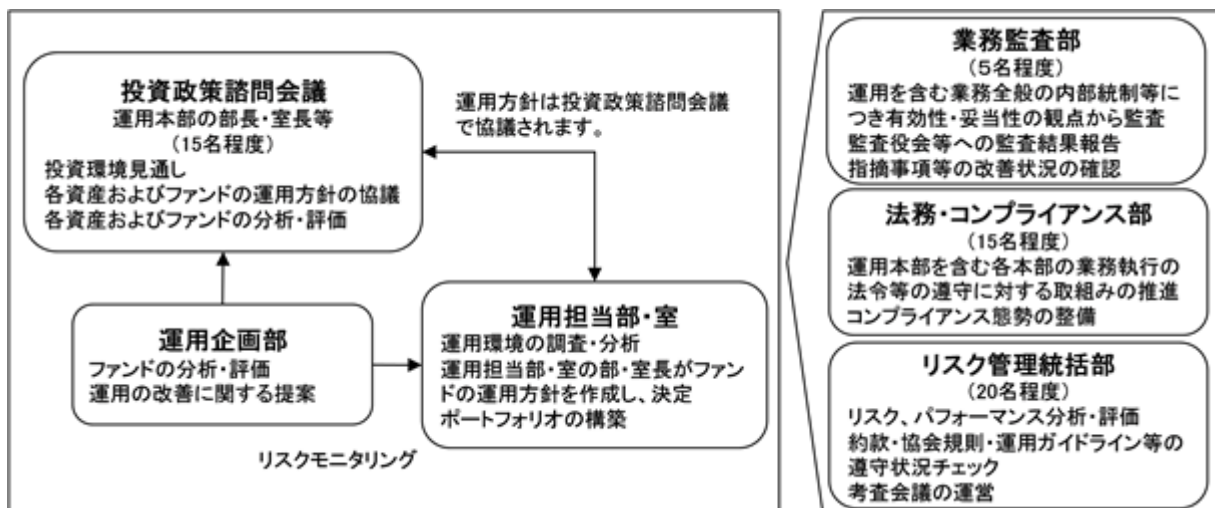 投資政策諮問会議
運用本部の部長・室長等
(15名程度)
投資環境見通し
各資産およびファンドの運用方針の協議
各資産およびファンドの分析・評価
運用方針は投資政策諮問会議
で協議されます。
運用企画部
ファンドの分析・評価
運用の改善に関する提案
運用担当部・室
運用環境の調査・分析
運用担当部・室の部・室長がファン
ドの運用方針を作成し、決定
ポートフォリオの構築
リスクモニタリング
業務監査部
(5名程度)
運用を含む業務全般の内部統制等に
つき有効性・妥当性の観点から監査
監査役会等への監査結果報告
指摘事項等の改善状況の確認
法務・コンプライアンス部
(15名程度)
運用本部を含む各本部の業務執行の
法令等の遵守に対する取組みの推進
コンプライアンス態勢の整備
リスク管理統括部
(20名程度)
リスク、パフォーマンス分析・評価
約款・協会規則・運用ガイドライン等の
遵守状況チェック
考査会議の運営